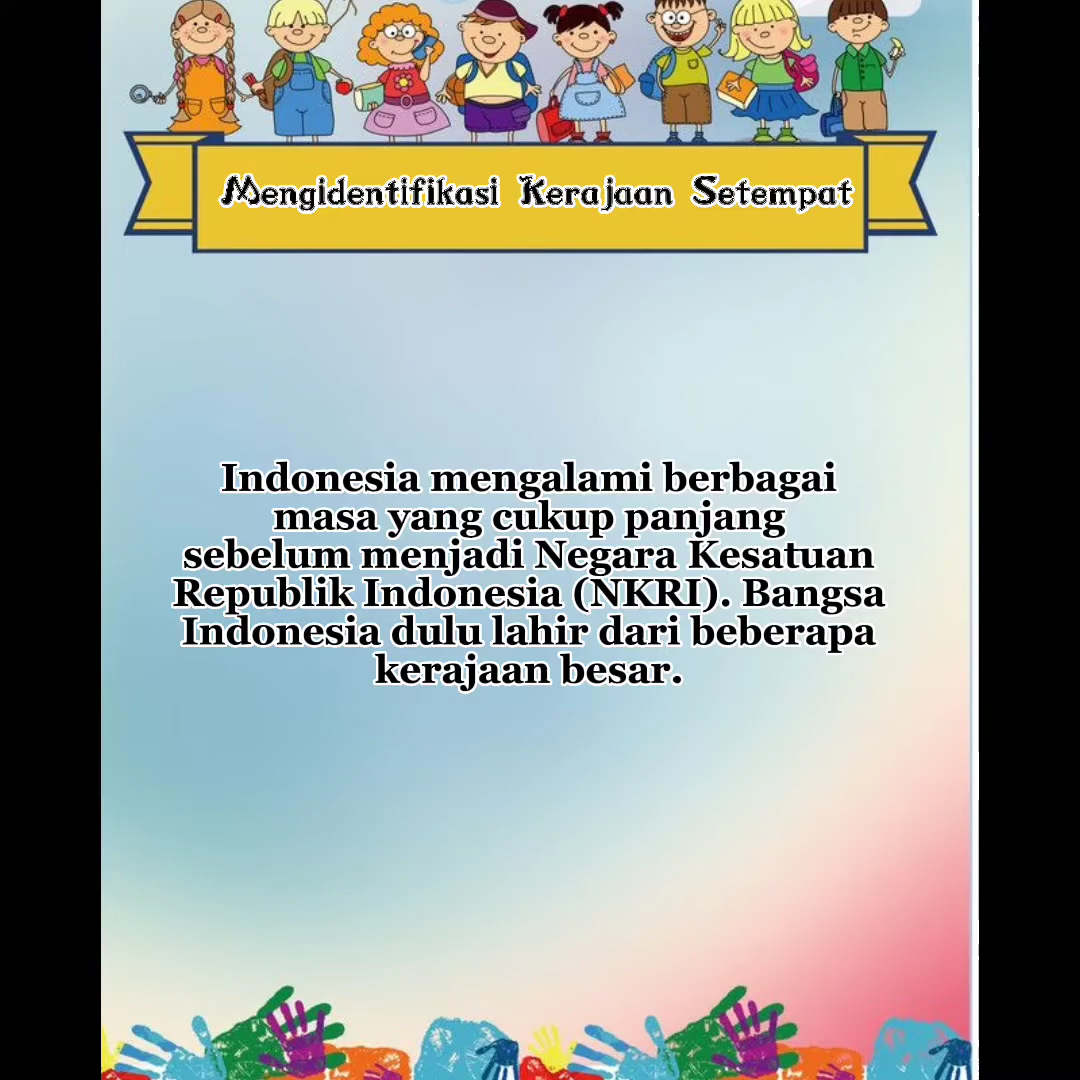 Mengidentifikasi Kerajaan Setempat
Indonesia mengalami berbagai
masa yang cukup panjang
sebelum menjadi Negara Kesatuan
Republik Indonesia (NKRI). Bangsa
Indonesia dulu lahir dari beberapa
kerajaan besar.